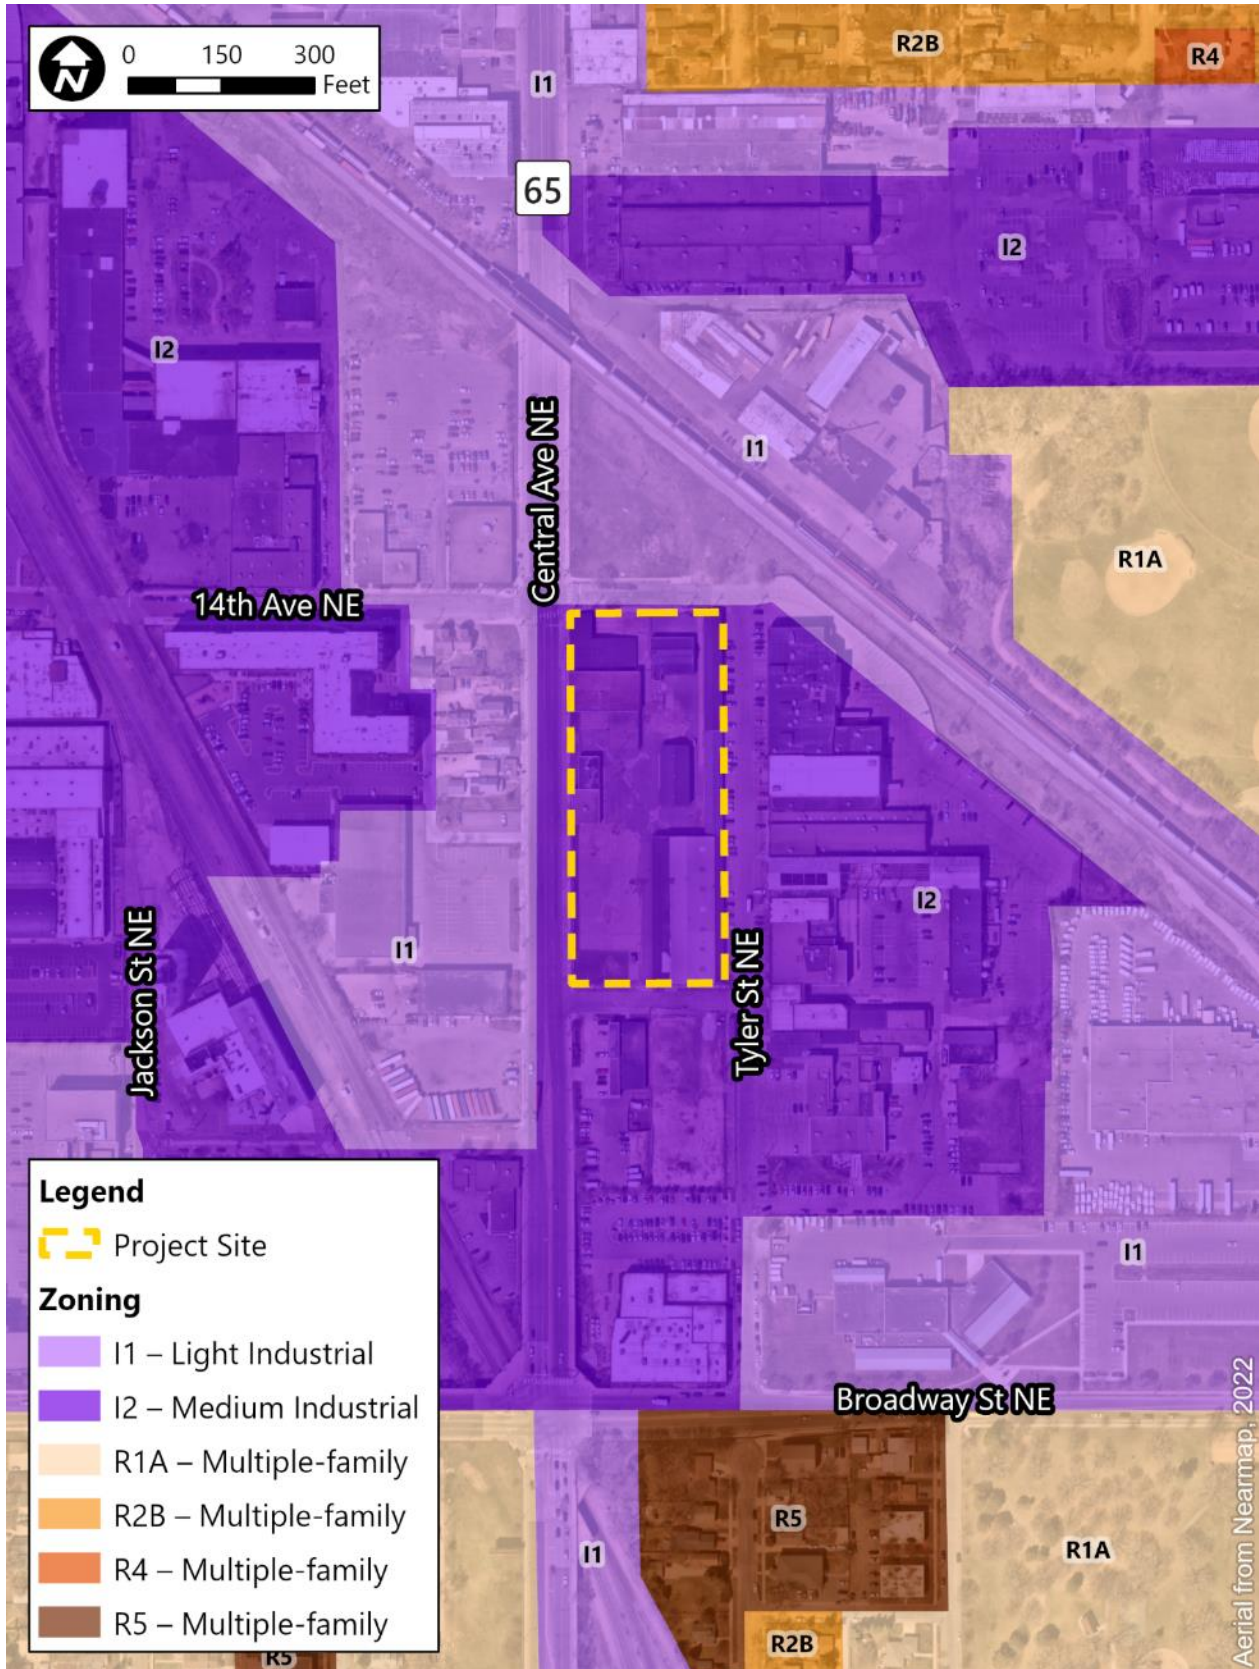 N
0 150 300
Feet
R2B
R4
I1
65
I2
I2
I1
Central Ave NE
R1A
14th Ave NE
I2
I1
Jackson St NE
Tyler St NE
Legend
Project Site
Zoning
I1 – Light Industrial
I2 – Medium Industrial
R1A – Multiple-family
R2B – Multiple-family
R4 – Multiple-family
R5 – Multiple-family
I1
Broadway St NE
R5
I1
R1A
R2B
R5
Aerial from Nearmap, 2022